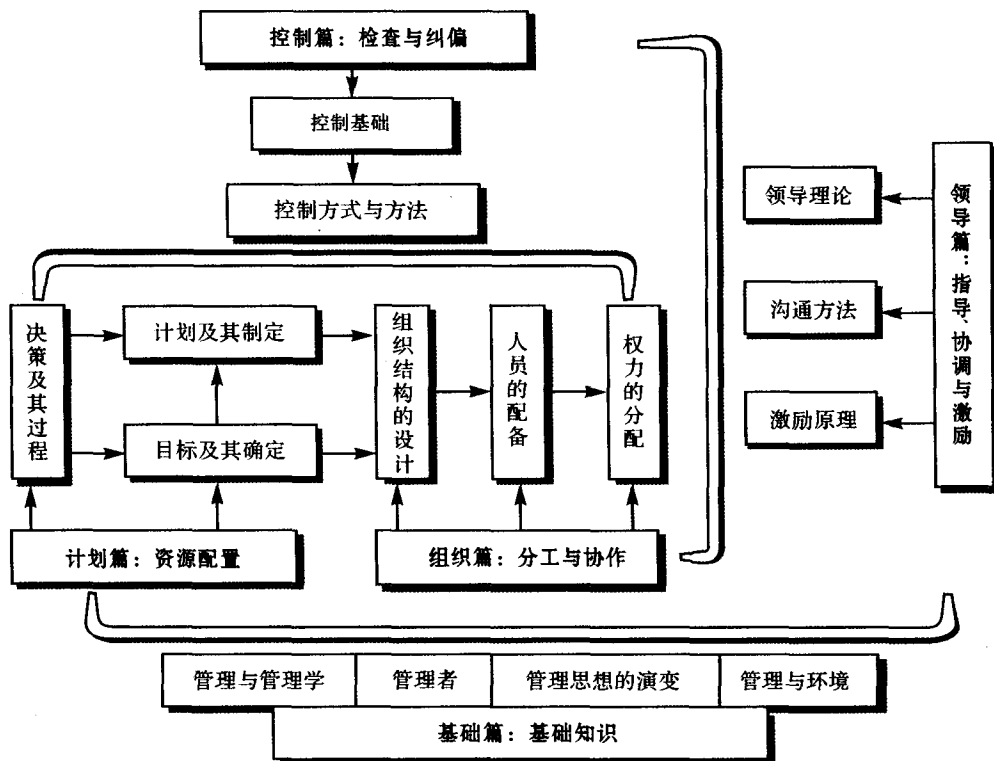 控制篇：检查与纠偏
控制基础
控制方式与方法
决策及其过程
计划及其制定
目标及其确定
组织结构的设计
人员的配备
权力的分配
计划篇：资源配置
组织篇：分工与协作
领导理论
沟通方法
激励原理
领导篇：指导、协调与激励
管理与管理学
管理者
管理思想的演变
管理与环境
基础篇：基础知识